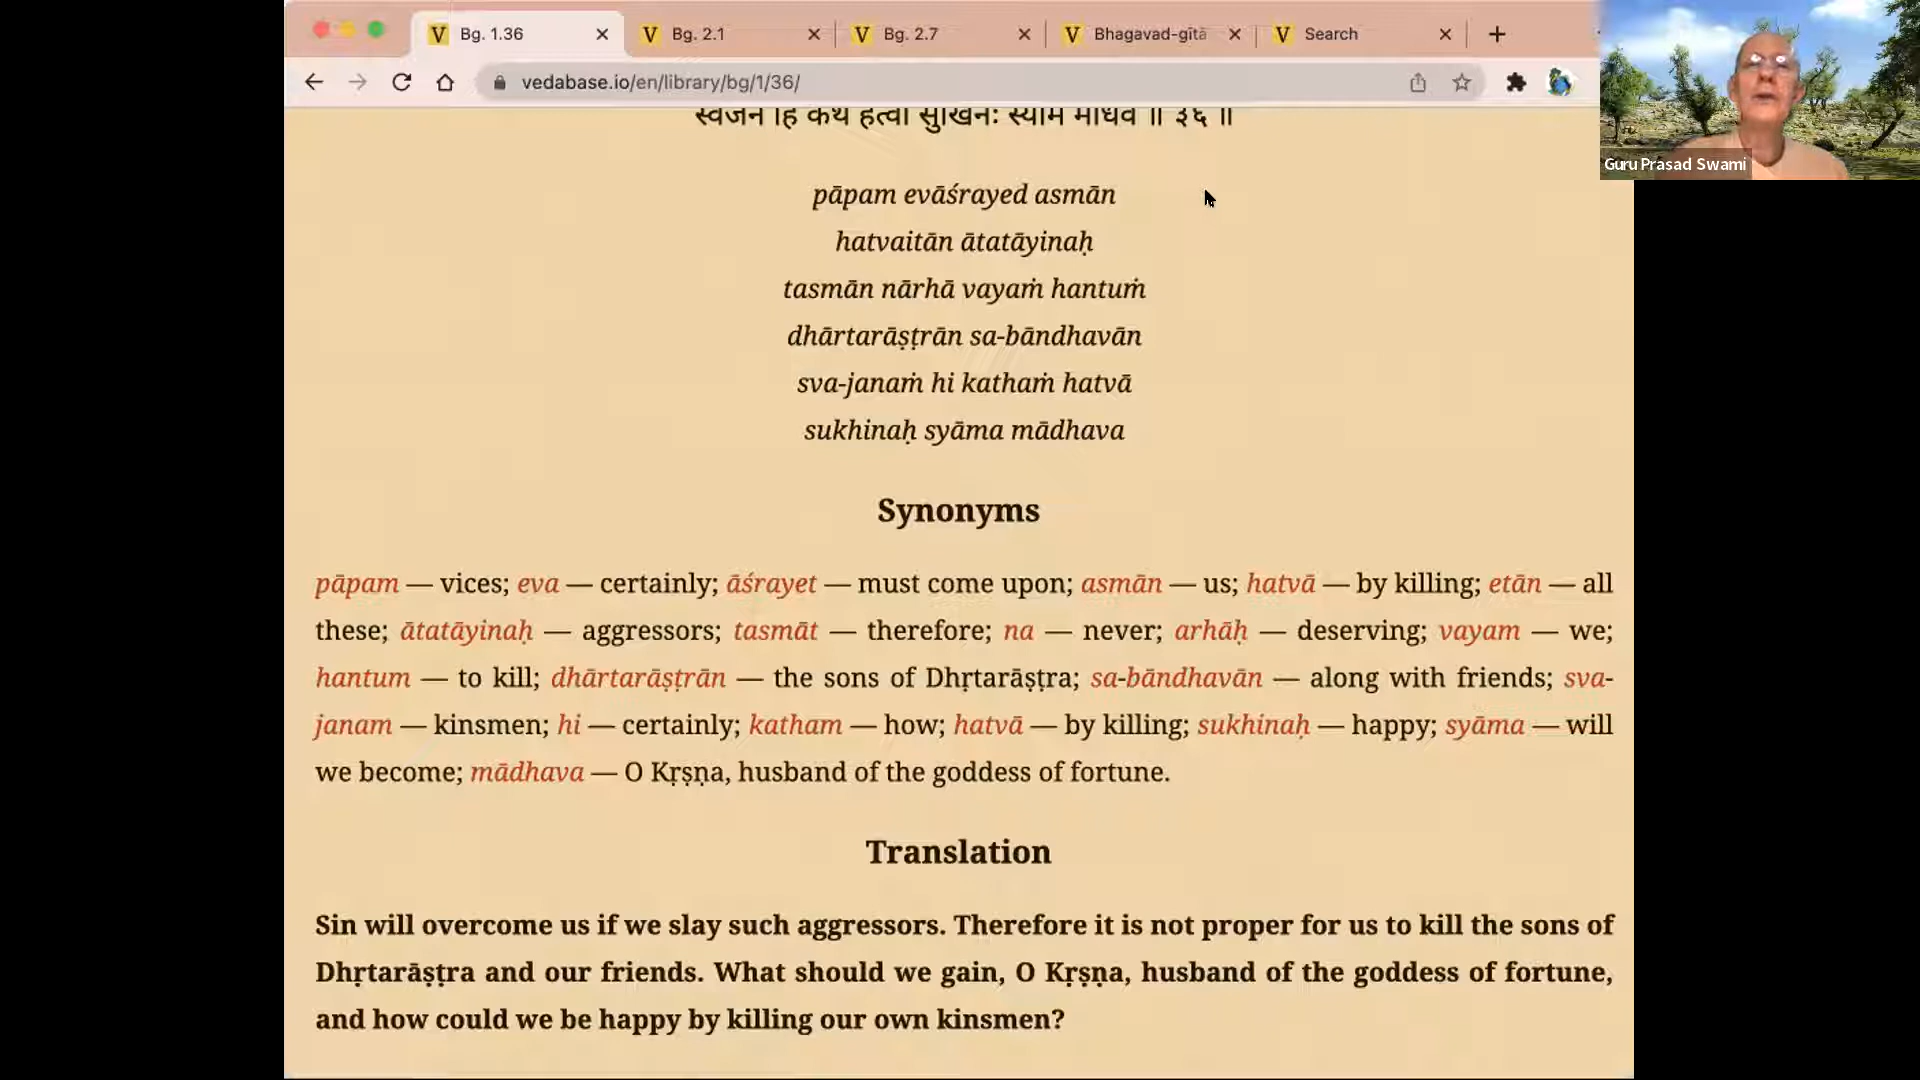 Bg. 1.36
Bg. 2.1
Bg. 2.7
Bhagavad-gītā
Search
vedabase.io/en/library/bg/1/36/
Guru Prasad Swami
स्वजनं हि कथं हत्वा सुखिनः स्याम माधव ॥ ३६ ॥
pāpam evāśrayed asmān
hatvaitān ātatāyinaḥ
tasmān nārhā vayaṁ hantuṁ
dhārtarāṣṭrān sa-bāndhavān
sva-janaṁ hi kathaṁ hatvā
sukhinaḥ syāma mādhava
Synonyms
pāpam — vices; eva — certainly; āśrayet — must come upon; asmān — us; hatvā — by killing; etān — all
these; ātatāyinaḥ — aggressors; tasmāt — therefore; na — never; arhāḥ — deserving; vayam — we;
hantum — to kill; dhārtarāṣṭrān — the sons of Dhṛtarāṣṭra; sa-bāndhavān — along with friends; sva-
janam — kinsmen; hi — certainly; katham — how; hatvā — by killing; sukhinaḥ — happy; syāma — will
we become; mādhava — O Kṛṣṇa, husband of the goddess of fortune.
Translation
Sin will overcome us if we slay such aggressors. Therefore it is not proper for us to kill the sons of
Dhṛtarāṣṭra and our friends. What should we gain, O Kṛṣṇa, husband of the goddess of fortune,
and how could we be happy by killing our own kinsmen?